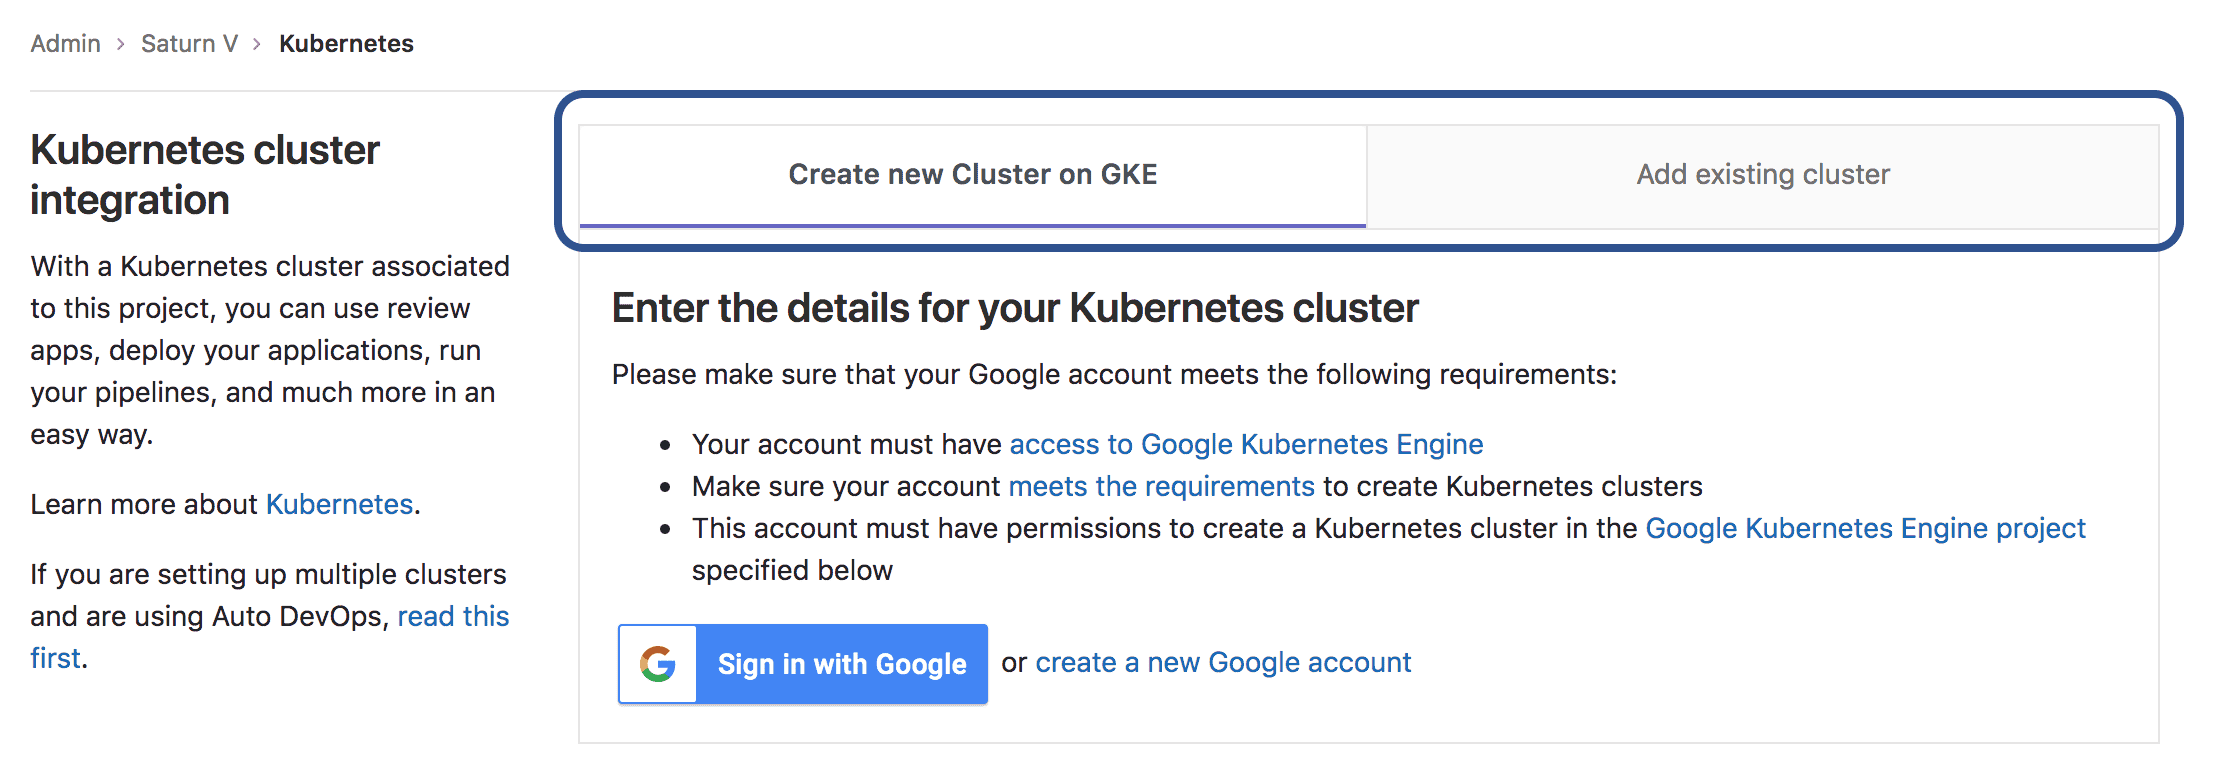 Admin > Saturn V > Kubernetes
Kubernetes cluster
integration
With a Kubernetes cluster associated
to this project, you can use review
apps, deploy your applications, run
your pipelines, and much more in an
easy way.
Learn more about Kubernetes.
If you are setting up multiple clusters
and are using Auto DevOps, read this
first.
Create new Cluster on GKE
Add existing cluster
Enter the details for your Kubernetes cluster
Please make sure that your Google account meets the following requirements:
• Your account must have access to Google Kubernetes Engine
• Make sure your account meets the requirements to create Kubernetes clusters
• This account must have permissions to create a Kubernetes cluster in the Google Kubernetes Engine project
specified below
G Sign in with Google or create a new Google account